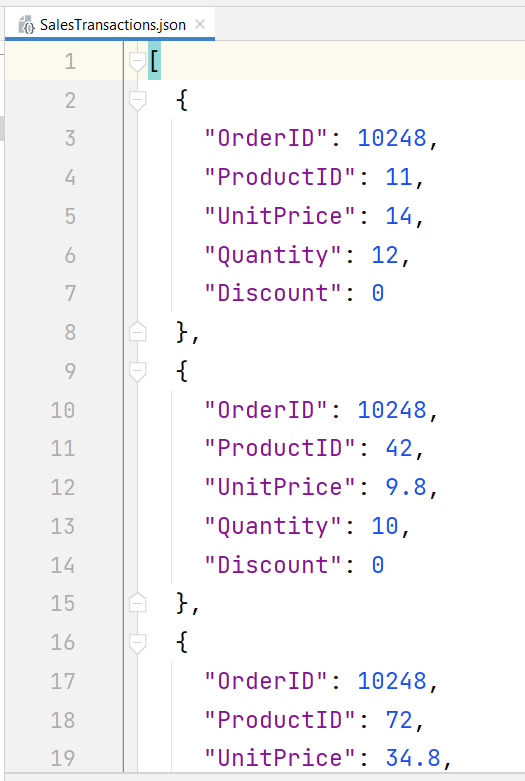 SalesTransactions.json
1 [
2 {
3 "OrderID": 10248,
4 "ProductID": 11,
5 "UnitPrice": 14,
6 "Quantity": 12,
7 "Discount": 0
8 },
9 {
10 "OrderID": 10248,
11 "ProductID": 42,
12 "UnitPrice": 9.8,
13 "Quantity": 10,
14 "Discount": 0
15 },
16 {
17 "OrderID": 10248,
18 "ProductID": 72,
19 "UnitPrice": 34.8,